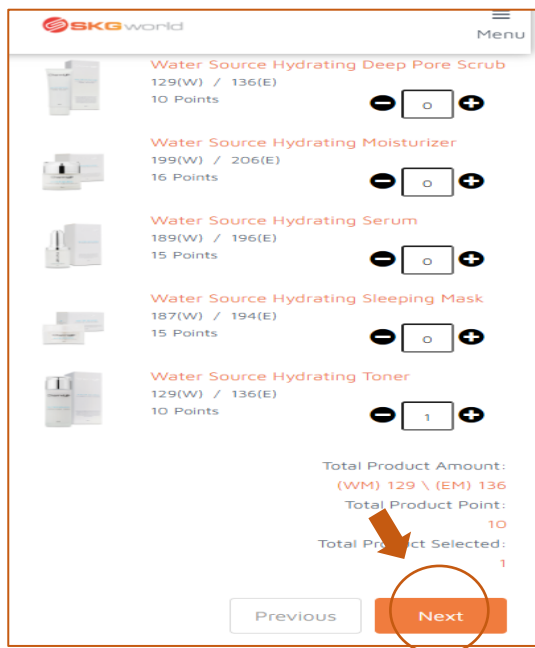 SKGworld
Menu
Water Source Hydrating Deep Pore Scrub
129(W) / 136(E)
10 Points
0
Water Source Hydrating Moisturizer
199(W) / 206(E)
16 Points
0
Water Source Hydrating Serum
189(W) / 196(E)
15 Points
0
Water Source Hydrating Sleeping Mask
187(W) / 194(E)
15 Points
0
Water Source Hydrating Toner
129(W) / 136(E)
10 Points
1
Total Product Amount:
(WM) 129 \ (EM) 136
Total Product Point:
10
Total Product Selected:
1
Previous
Next